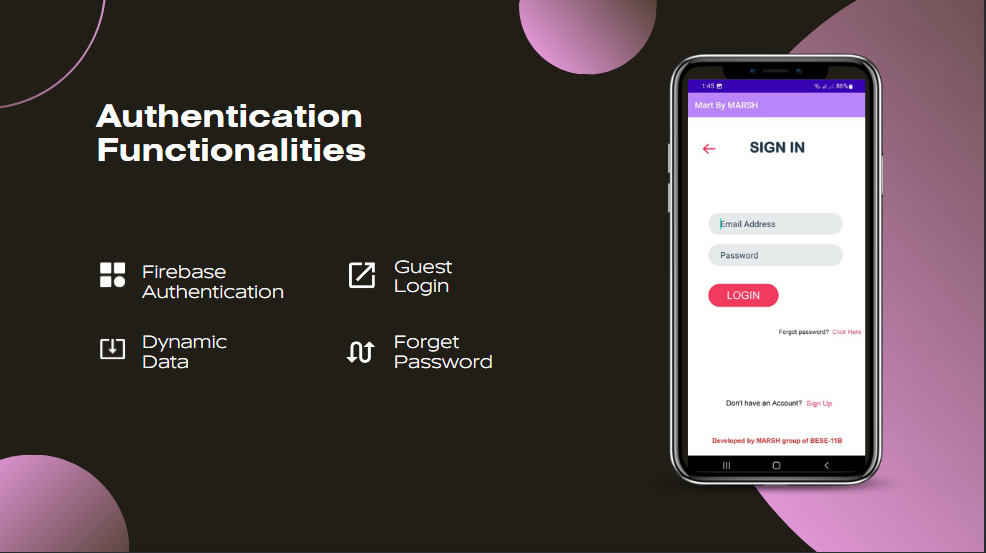 Authentication
Functionalities
Firebase
Authentication
Guest
Login
Dynamic
Data
Forget
Password
1:45
86%
Mart By MARSH
SIGN IN
Email Address
Password
LOGIN
Forgot password? Click Here
Don't have an Account? Sign Up
Developed by MARSH group of BESE-11B